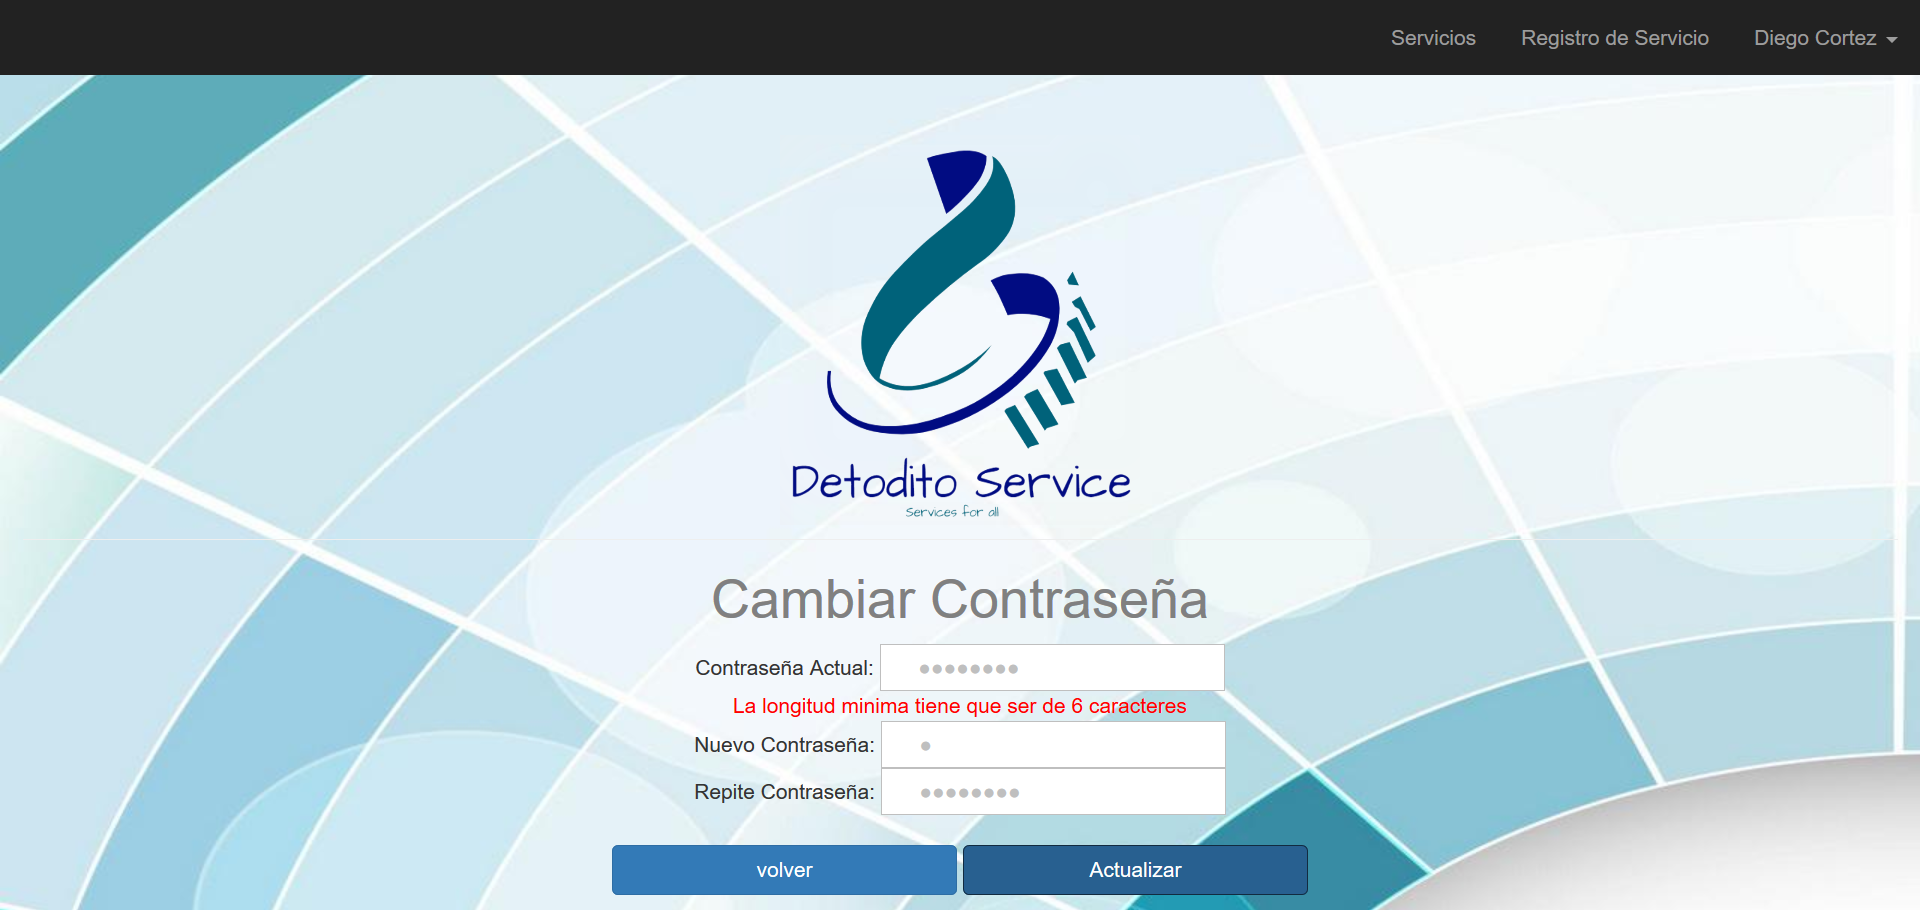 Servicios Registro de Servicio Diego Cortez
Detodito Service
Services for all
Cambiar Contraseña
Contraseña Actual: ●●●●●●●●
La longitud minima tiene que ser de 6 caracteres
Nuevo Contraseña: ●
Repite Contraseña: ●●●●●●●●
volver Actualizar